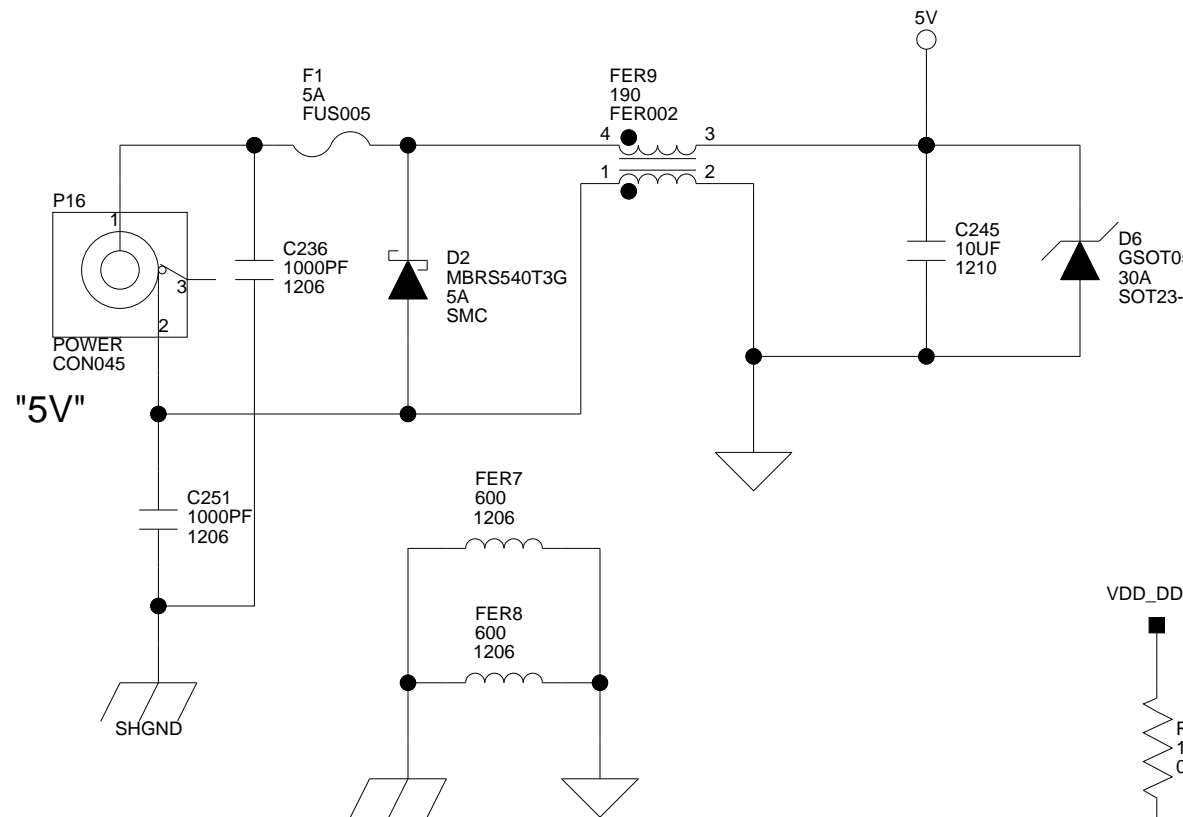 5V
F1
5A
FUS005
FER9
190
FER002
4
3
1
2
P16
1
3
2
POWER
CON045
"5V"
C236
1000PF
1206
D2
MBRS540T3G
5A
SMC
C245
10UF
1210
D6
30A
SOT23-
C251
1000PF
1206
SHGND
FER7
600
1206
FER8
600
1206